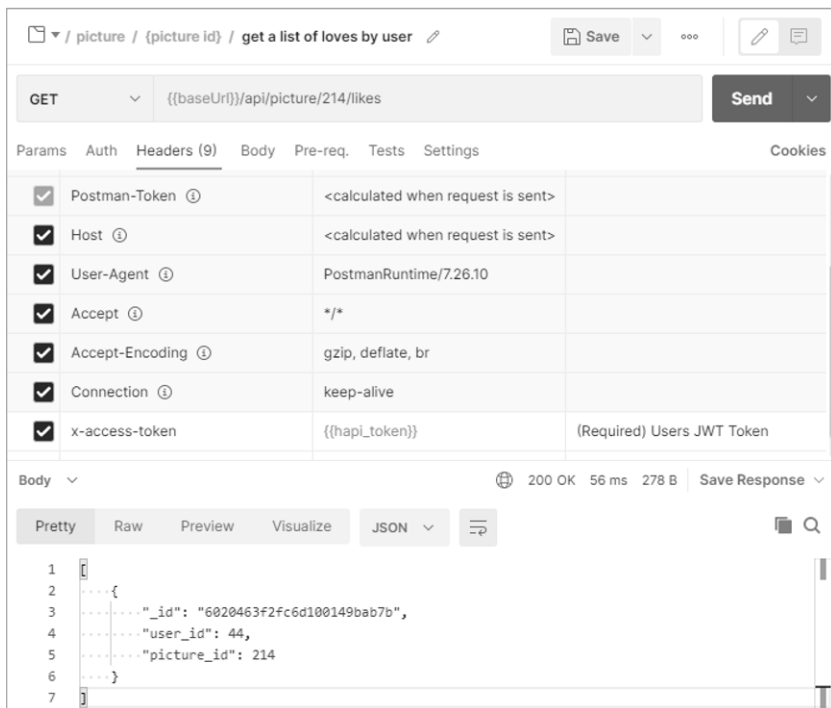 / picture / {picture id} / get a list of loves by user Save ooo
GET {{baseUrl}}/api/picture/214/likes Send
Params Auth Headers (9) Body Pre-req. Tests Settings Cookies
Postman-Token <calculated when request is sent>
Host <calculated when request is sent>
User-Agent PostmanRuntime/7.26.10
Accept */*
Accept-Encoding gzip, deflate, br
Connection keep-alive
x-access-token {{hapi_token}} (Required) Users JWT Token
Body 200 OK 56 ms 278 B Save Response
Pretty Raw Preview Visualize JSON
1 [
2 {
3 "_id": "6020463f2fc6d100149bab7b",
4 "user_id": 44,
5 "picture_id": 214
6 }
7 ]